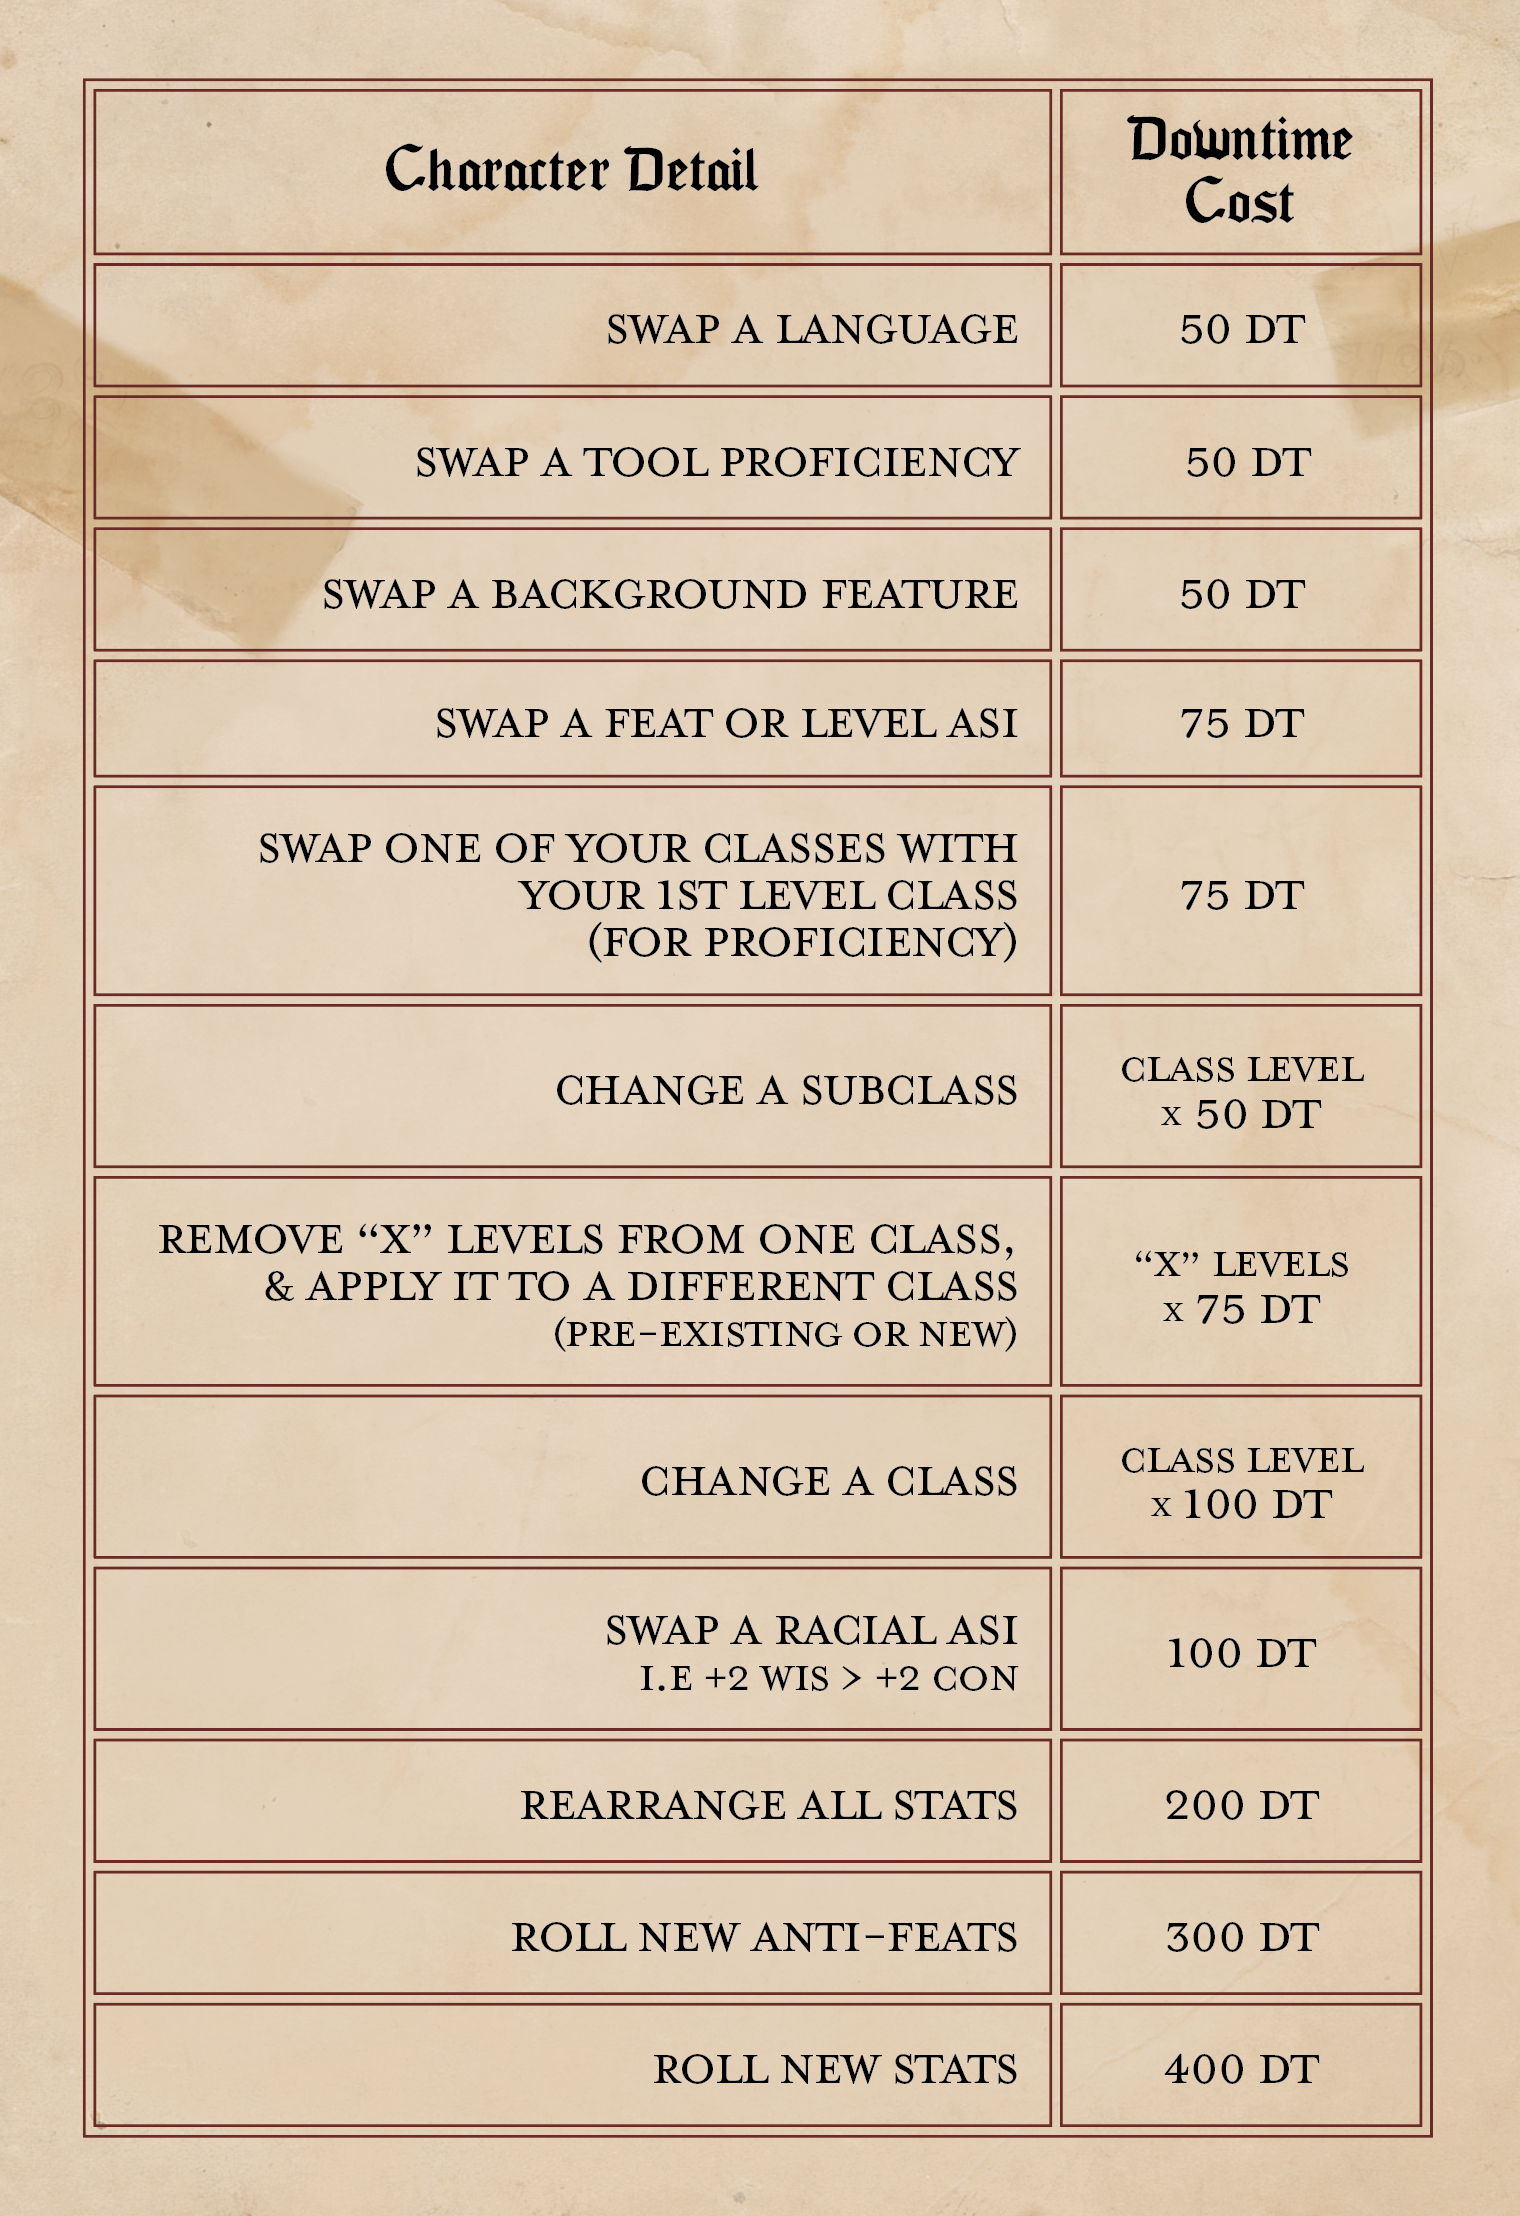 Character Detail
Downtime
Cost
SWAP A LANGUAGE
50 DT
SWAP A TOOL PROFICIENCY
50 DT
SWAP A BACKGROUND FEATURE
50 DT
SWAP A FEAT OR LEVEL ASI
75 DT
SWAP ONE OF YOUR CLASSES WITH
YOUR 1ST LEVEL CLASS
(FOR PROFICIENCY)
75 DT
CHANGE A SUBCLASS
CLASS LEVEL
x 50 DT
REMOVE “X” LEVELS FROM ONE CLASS,
& APPLY IT TO A DIFFERENT CLASS
(PRE-EXISTING OR NEW)
“X” LEVELS
x 75 DT
CHANGE A CLASS
CLASS LEVEL
x 100 DT
SWAP A RACIAL ASI
I.E +2 WIS > +2 CON
100 DT
REARRANGE ALL STATS
200 DT
ROLL NEW ANTI-FEATS
300 DT
ROLL NEW STATS
400 DT